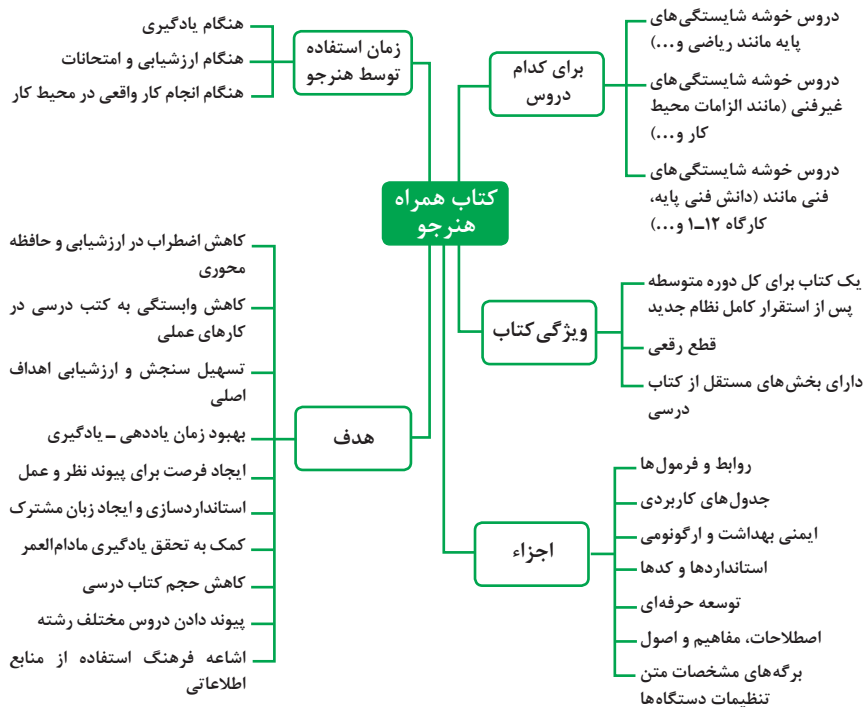 کتاب همراه
هنرجو
برای کدام
دروس
دروس خوشه شایستگی‌های
پایه مانند ریاضی و...)
دروس خوشه شایستگی‌های
غیرفنی (مانند الزامات محیط
کار و...)
دروس خوشه شایستگی‌های
فنی مانند (دانش فنی پایه،
کارگاه ۱۲ــ۱ و...)
ویژگی کتاب
یک کتاب برای کل دوره متوسطه
پس از استقرار کامل نظام جدید
قطع رقعی
دارای بخش‌های مستقل از کتاب
درسی
اجزاء
روابط و فرمول‌ها
جدول‌های کاربردی
ایمنی بهداشت و ارگونومی
استانداردها و کدها
توسعه حرفه‌ای
اصطلاحات، مفاهیم و اصول
برگه‌های مشخصات متن
تنظیمات دستگاه‌ها
زمان استفاده
توسط هنرجو
هنگام یادگیری
هنگام ارزشیابی و امتحانات
هنگام انجام کار واقعی در محیط کار
هدف
کاهش اضطراب در ارزشیابی و حافظه
محوری
کاهش وابستگی به کتب درسی در
کارهای عملی
تسهیل سنجش و ارزشیابی اهداف
اصلی
بهبود زمان یاددهی ــ یادگیری
ایجاد فرصت برای پیوند نظر و عمل
استانداردسازی و ایجاد زبان مشترک
کمک به تحقق یادگیری مادام‌العمر
کاهش حجم کتاب درسی
پیوند دادن دروس مختلف رشته
اشاعه فرهنگ استفاده از منابع
اطلاعاتی